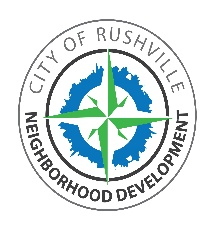 CITY OF RUSHVILLE
NEIGHBORHOOD DEVELOPMENT